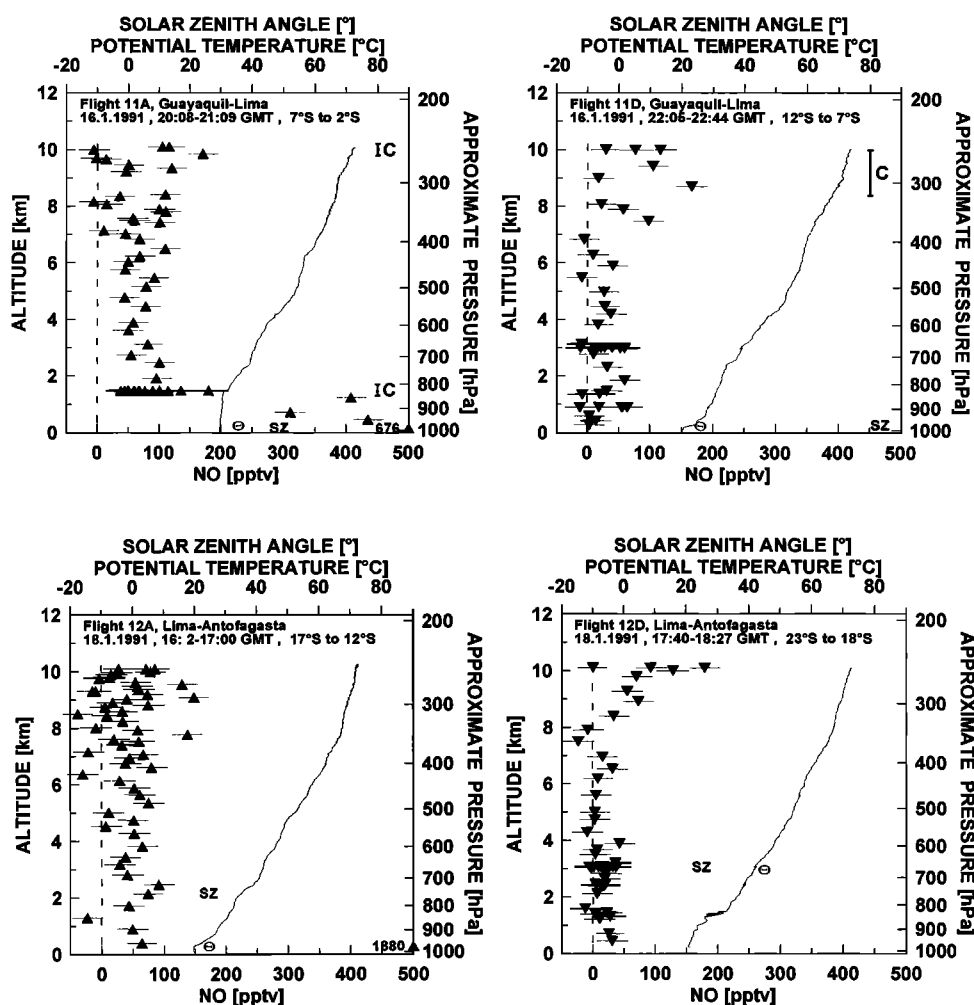 SOLAR ZENITH ANGLE [°]
POTENTIAL TEMPERATURE [°C]
-20 0 20 40 60 80
Flight 11A, Guayaquil-Lima
16.1.1991 , 20:08-21:09 GMT , 7°S to 2°S
ALTITUDE [km]
12
10
8
6
4
2
0
IC
IC
Θ
SZ
676
200
300
400
500
600
700
800
900
1000
APPROXIMATE PRESSURE [hPa]
0 100 200 300 400 500
NO [pptv]
SOLAR ZENITH ANGLE [°]
POTENTIAL TEMPERATURE [°C]
-20 0 20 40 60 80
Flight 11D, Guayaquil-Lima
16.1.1991 , 22:05-22:44 GMT , 12°S to 7°S
ALTITUDE [km]
12
10
8
6
4
2
0
C
Θ
SZ
200
300
400
500
600
700
800
900
1000
APPROXIMATE PRESSURE [hPa]
0 100 200 300 400 500
NO [pptv]
SOLAR ZENITH ANGLE [°]
POTENTIAL TEMPERATURE [°C]
-20 0 20 40 60 80
Flight 12A, Lima-Antofagasta
18.1.1991 , 16: 2-17:00 GMT , 17°S to 12°S
ALTITUDE [km]
12
10
8
6
4
2
0
SZ
Θ
1880
200
300
400
500
600
700
800
900
1000
APPROXIMATE PRESSURE [hPa]
0 100 200 300 400 500
NO [pptv]
SOLAR ZENITH ANGLE [°]
POTENTIAL TEMPERATURE [°C]
-20 0 20 40 60 80
Flight 12D, Lima-Antofagasta
18.1.1991 , 17:40-18:27 GMT , 23°S to 18°S
ALTITUDE [km]
12
10
8
6
4
2
0
SZ
Θ
200
300
400
500
600
700
800
900
1000
APPROXIMATE PRESSURE [hPa]
0 100 200 300 400 500
NO [pptv]